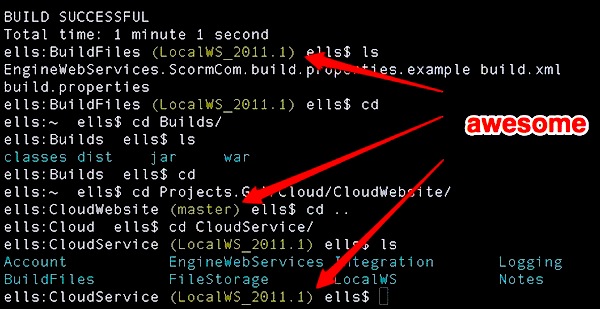 BUILD SUCCESSFUL
Total time: 1 minute 1 second
ells:BuildFiles (LocalWS_2011.1) ells$ ls
EngineWebServices.ScormCom.build.properties.example build.xml
build.properties
ells:BuildFiles (LocalWS_2011.1) ells$ cd
ells:~ ells$ cd Builds/
ells:Builds ells$ ls
classes dist jar war
ells:Builds ells$ cd
ells:~ ells$ cd Projects.Git/Cloud/CloudWebsite/
ells:CloudWebsite (master) ells$ cd ..
ells:Cloud ells$ cd CloudService/
ells:CloudService (LocalWS_2011.1) ells$ ls
Account EngineWebServices Integration Logging
BuildFiles FileStorage LocalWS Notes
ells:CloudService (LocalWS_2011.1) ells$
awesome